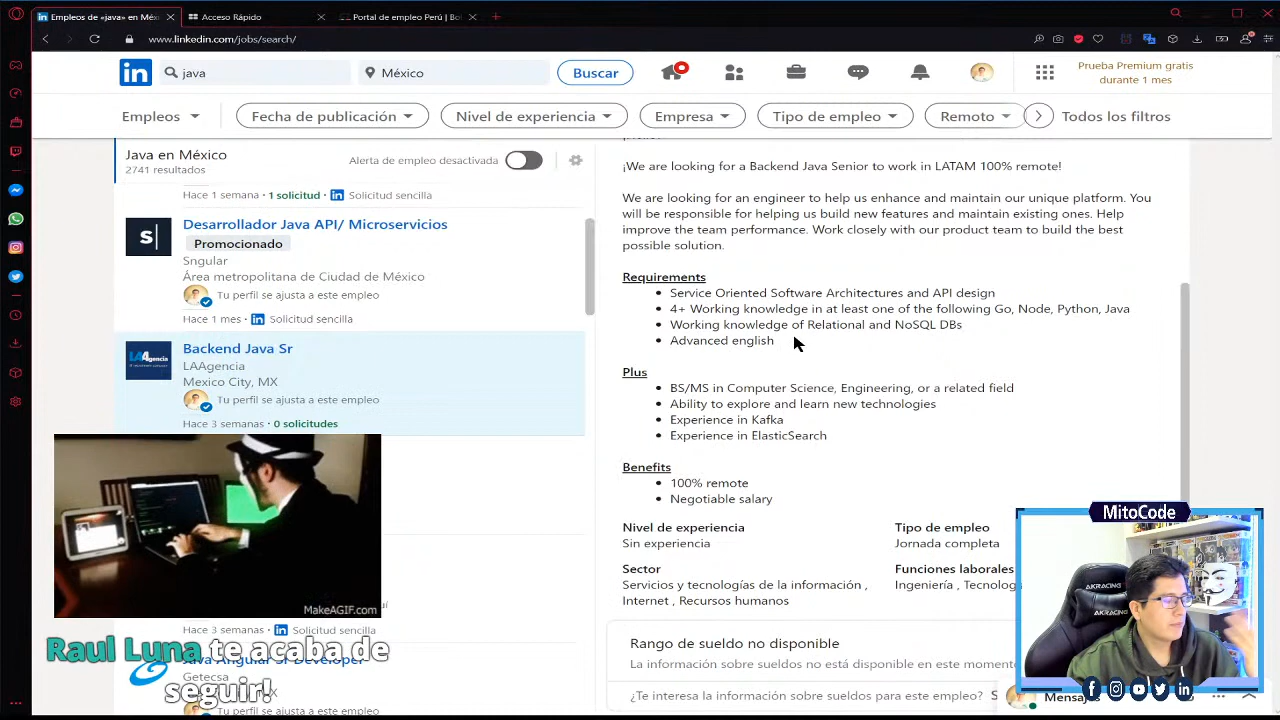 Empleos de «java» en Méxi
Acceso Rápido
Portal de empleo Perú | Bol
www.linkedin.com/jobs/search/
in
java
México
Buscar
Prueba Premium gratis
durante 1 mes
Empleos
Fecha de publicación
Nivel de experiencia
Empresa
Tipo de empleo
Remoto
Todos los filtros
Java en México
2741 resultados
Alerta de empleo desactivada
Hace 1 semana · 1 solicitud · in Solicitud sencilla
S|
Desarrollador Java API/ Microservicios
Promocionado
Sngular
Área metropolitana de Ciudad de México
Tu perfil se ajusta a este empleo
Hace 1 mes · in Solicitud sencilla
LAAgencia
Backend Java Sr
LAAgencia
Mexico City, MX
Tu perfil se ajusta a este empleo
Hace 3 semanas · 0 solicitudes
MakeAGIF.com
Hace 3 semanas · in Solicitud sencilla
Java Angular Sr Developer
Getecsa
Raul Luna te acaba de
seguir!
Tu perfil se ajusta a este empleo
¡We are looking for a Backend Java Senior to work in LATAM 100% remote!
We are looking for an engineer to help us enhance and maintain our unique platform. You
will be responsible for helping us build new features and maintain existing ones. Help
improve the team performance. Work closely with our product team to build the best
possible solution.
Requirements
• Service Oriented Software Architectures and API design
• 4+ Working knowledge in at least one of the following Go, Node, Python, Java
• Working knowledge of Relational and NoSQL DBs
• Advanced english
Plus
• BS/MS in Computer Science, Engineering, or a related field
• Ability to explore and learn new technologies
• Experience in Kafka
• Experience in ElasticSearch
Benefits
• 100% remote
• Negotiable salary
Nivel de experiencia
Sin experiencia
Tipo de empleo
Jornada completa
Sector
Servicios y tecnologías de la información ,
Internet , Recursos humanos
Funciones laborales
Ingeniería , Tecnolog
Rango de sueldo no disponible
La información sobre sueldos no está disponible en este momento
¿Te interesa la información sobre sueldos para este empleo? S
MitoCode
AKRACING
AKRACING
Mensajes